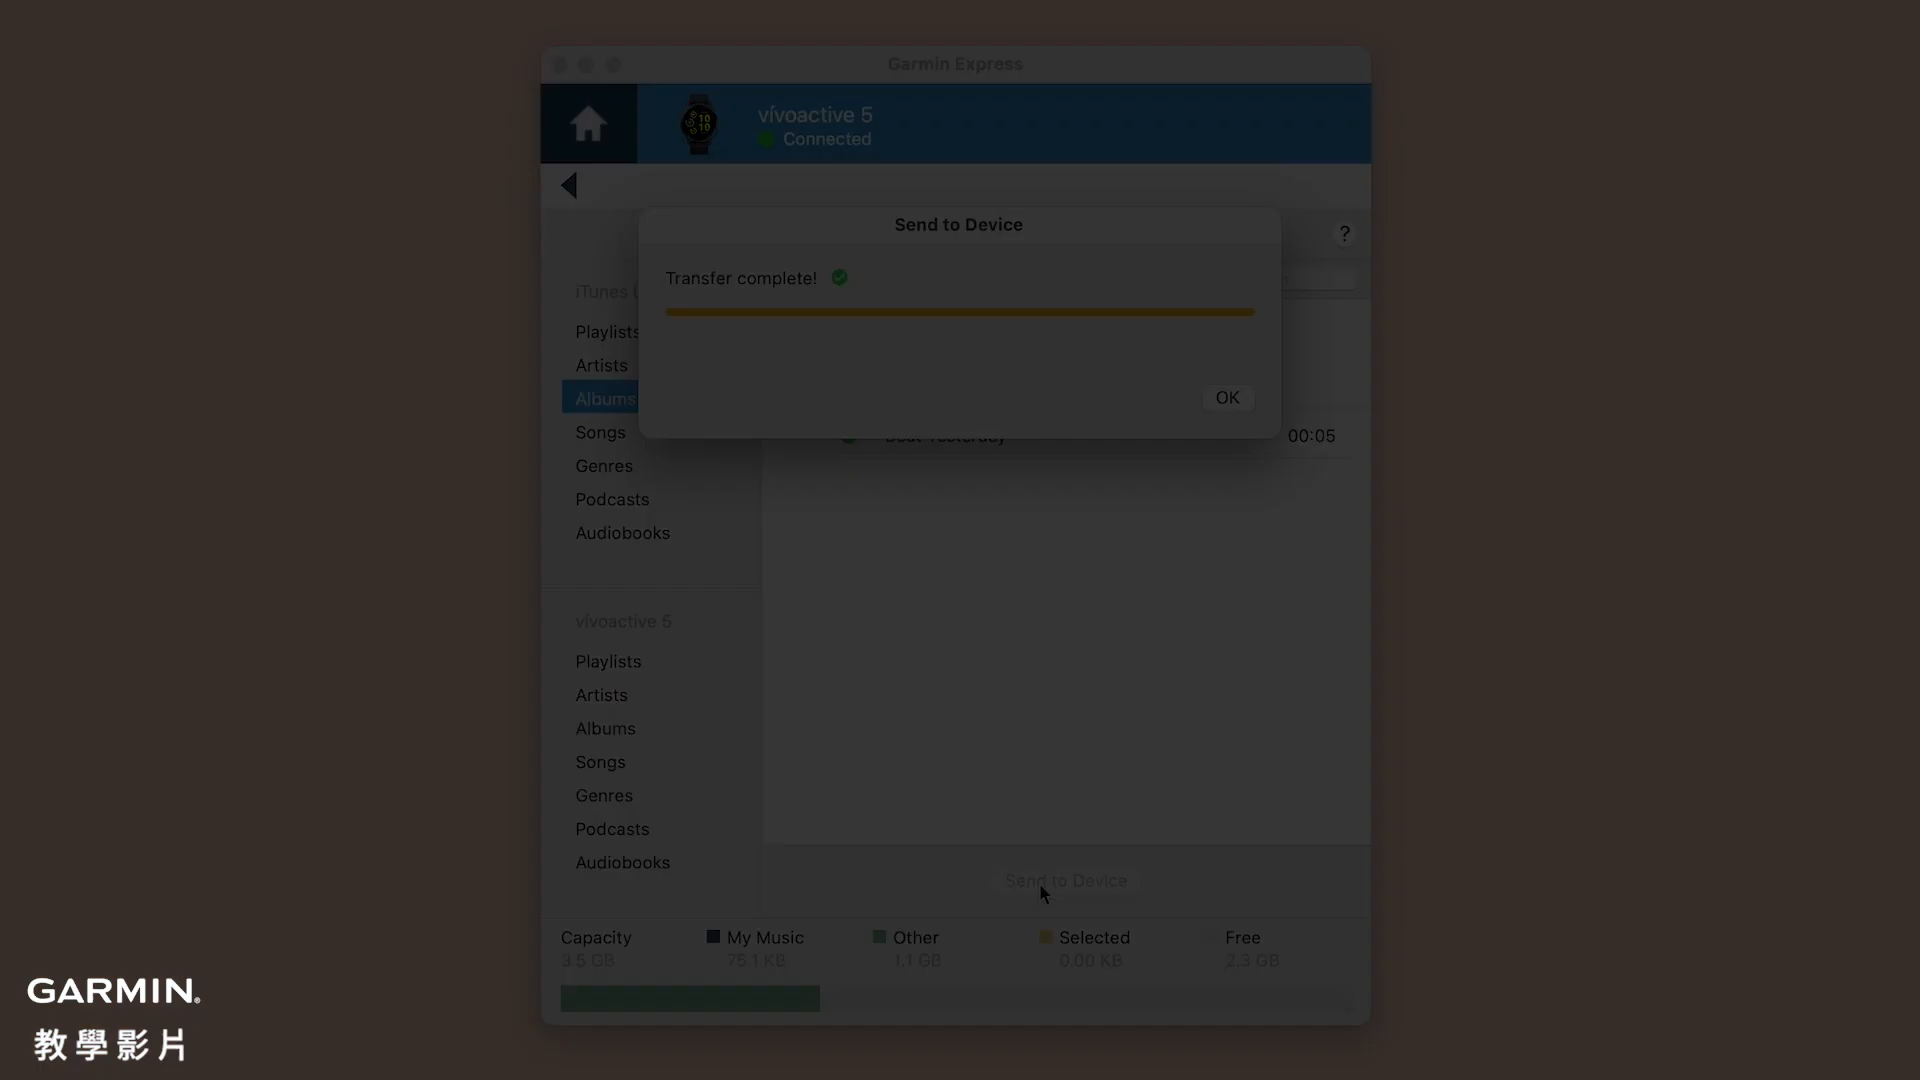 Garmin Express
vívoactive 5
Connected
Send to Device
?
Transfer complete!
OK
iTunes
Playlists
Artists
Albums
Songs
Genres
Podcasts
Audiobooks
Beat Yesterday
00:05
vívoactive 5
Playlists
Artists
Albums
Songs
Genres
Podcasts
Audiobooks
Send to Device
Capacity My Music Other Selected Free
3.5 GB 75.1 KB 1.1 GB 0.00 KB 2.3 GB
GARMIN®
教學影片